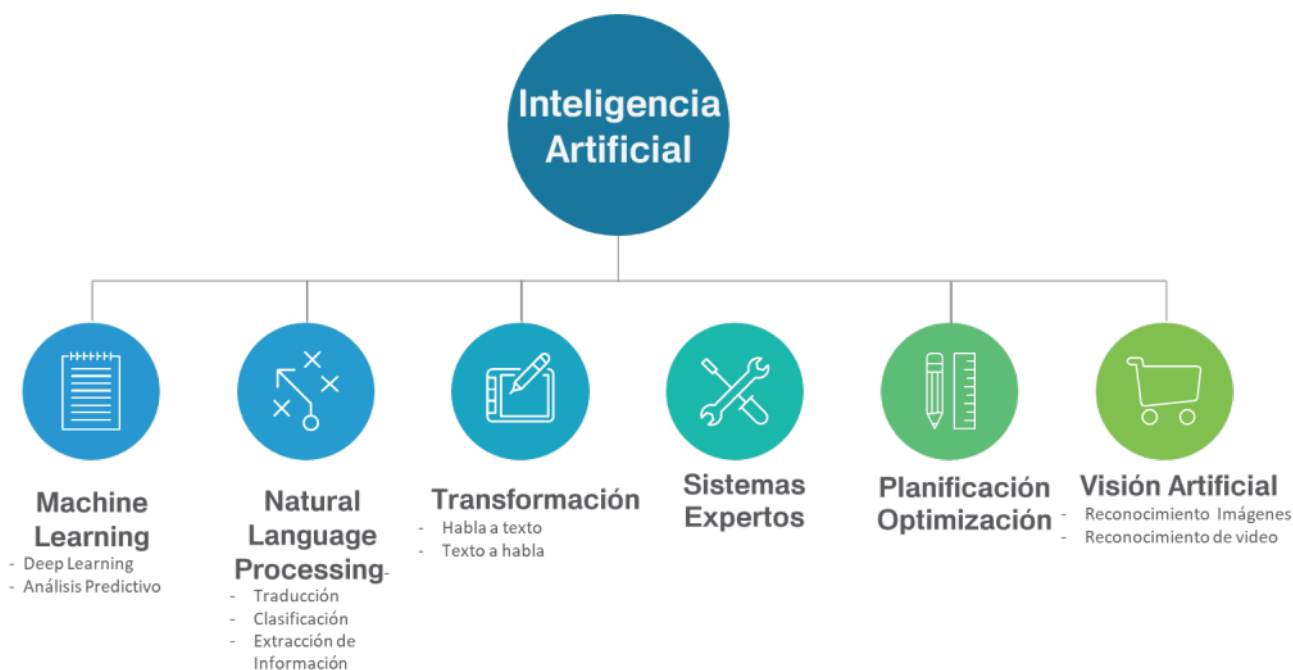 Inteligencia
Artificial
Machine
Learning
- Deep Learning
- Análisis Predictivo
Natural
Language
Processing-
- Traducción
- Clasificación
- Extracción de
Información
Transformación
- Habla a texto
- Texto a habla
Sistemas
Expertos
Planificación
Optimización
Visión Artificial
- Reconocimiento Imágenes
- Reconocimiento de video